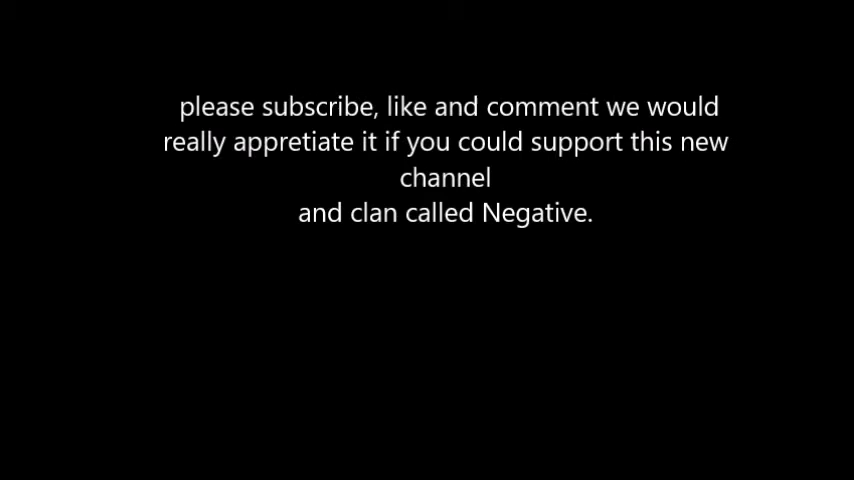 please subscribe, like and comment we would
really appretiate it if you could support this new
channel
and clan called Negative.